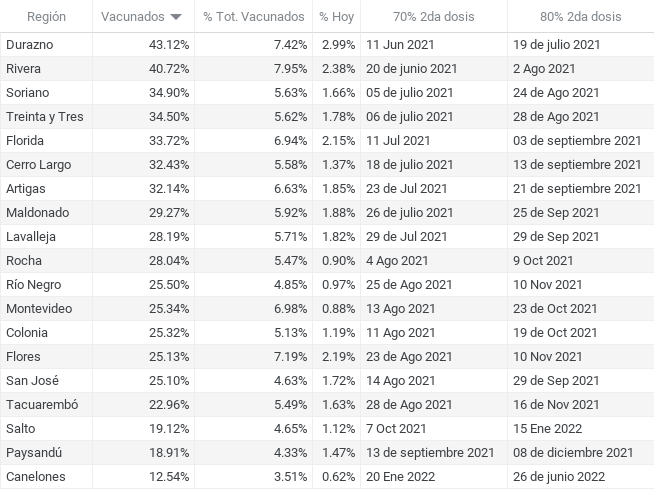 Región Vacunados % Tot. Vacunados % Hoy 70% 2da dosis 80% 2da dosis
Durazno 43.12% 7.42% 2.99% 11 Jun 2021 19 de julio 2021
Rivera 40.72% 7.95% 2.38% 20 de junio 2021 2 Ago 2021
Soriano 34.90% 5.63% 1.66% 05 de julio 2021 24 de Ago 2021
Treinta y Tres 34.50% 5.62% 1.78% 06 de julio 2021 28 de Ago 2021
Florida 33.72% 6.94% 2.15% 11 Jul 2021 03 de septiembre 2021
Cerro Largo 32.43% 5.58% 1.37% 18 de julio 2021 13 de septiembre 2021
Artigas 32.14% 6.63% 1.85% 23 de Jul 2021 21 de septiembre 2021
Maldonado 29.27% 5.92% 1.88% 26 de julio 2021 25 de Sep 2021
Lavalleja 28.19% 5.71% 1.82% 29 de Jul 2021 29 de Sep 2021
Rocha 28.04% 5.47% 0.90% 4 Ago 2021 9 Oct 2021
Río Negro 25.50% 4.85% 0.97% 25 de Ago 2021 10 Nov 2021
Montevideo 25.34% 6.98% 0.88% 13 Ago 2021 23 de Oct 2021
Colonia 25.32% 5.13% 1.19% 11 Ago 2021 19 de Oct 2021
Flores 25.13% 7.19% 2.19% 23 de Ago 2021 10 Nov 2021
San José 25.10% 4.63% 1.72% 14 Ago 2021 29 de Sep 2021
Tacuarembó 22.96% 5.49% 1.63% 28 de Ago 2021 16 de Nov 2021
Salto 19.12% 4.65% 1.12% 7 Oct 2021 15 Ene 2022
Paysandú 18.91% 4.33% 1.47% 13 de septiembre 2021 08 de diciembre 2021
Canelones 12.54% 3.51% 0.62% 20 Ene 2022 26 de junio 2022